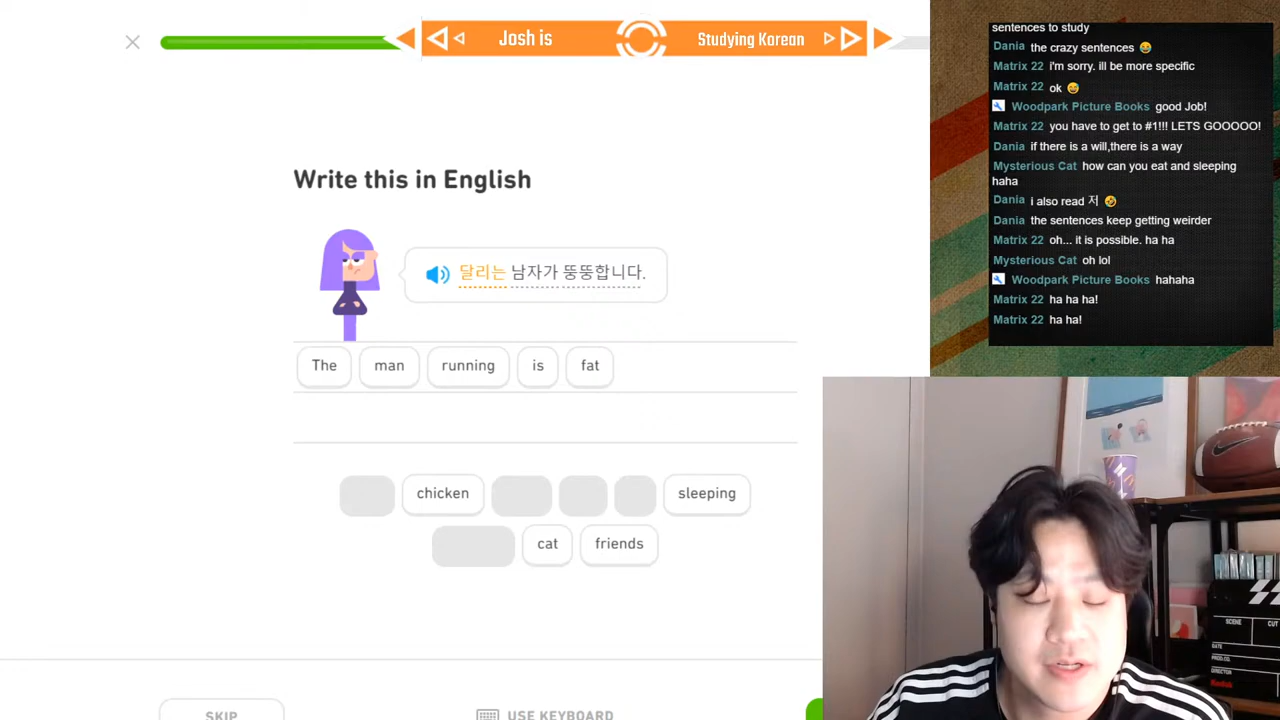 Josh is
Studying Korean
Write this in English
달리는 남자가 뚱뚱합니다.
The man running is fat
chicken sleeping
cat friends
SKIP
USE KEYBOARD
sentences to study
Dania the crazy sentences 😅
Matrix 22 i'm sorry. ill be more specific
Matrix 22 ok 😅
Woodpark Picture Books good Job!
Matrix 22 you have to get to #1!!! LETS GOOOOO!
Dania if there is a will,there is a way
Mysterious Cat how can you eat and sleeping
haha
Dania i also read 저 🤣
Dania the sentences keep getting weirder
Matrix 22 oh... it is possible. ha ha
Mysterious Cat oh lol
Woodpark Picture Books hahaha
Matrix 22 ha ha ha!
Matrix 22 ha ha!
SCENE
CUT
DATE
PROD.CO.
Kodak